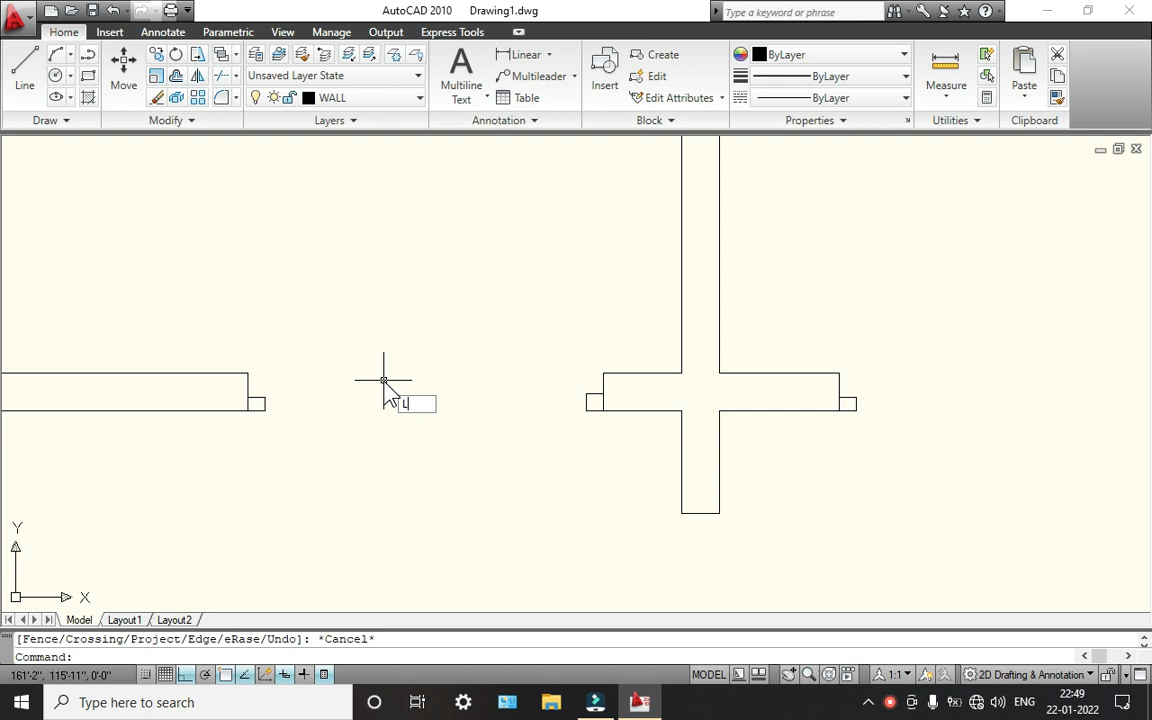 AutoCAD 2010 Drawing1.dwg
Type a keyword or phrase
Home Insert Annotate Parametric View Manage Output Express Tools
Line
Move
Unsaved Layer State
WALL
Multiline
Text
Linear
Multileader
Table
Insert
Create
Edit
Edit Attributes
ByLayer
ByLayer
ByLayer
Measure
Paste
Draw Modify Layers Annotation Block Properties Utilities Clipboard
L
Y
X
Model Layout1 Layout2
[Fence/Crossing/Project/Edge/eRase/Undo]: *Cancel*
Command:
161'-2", 115'-11", 0'-0"
MODEL
1:1
2D Drafting & Annotation
Type here to search
ENG
22:49
22-01-2022